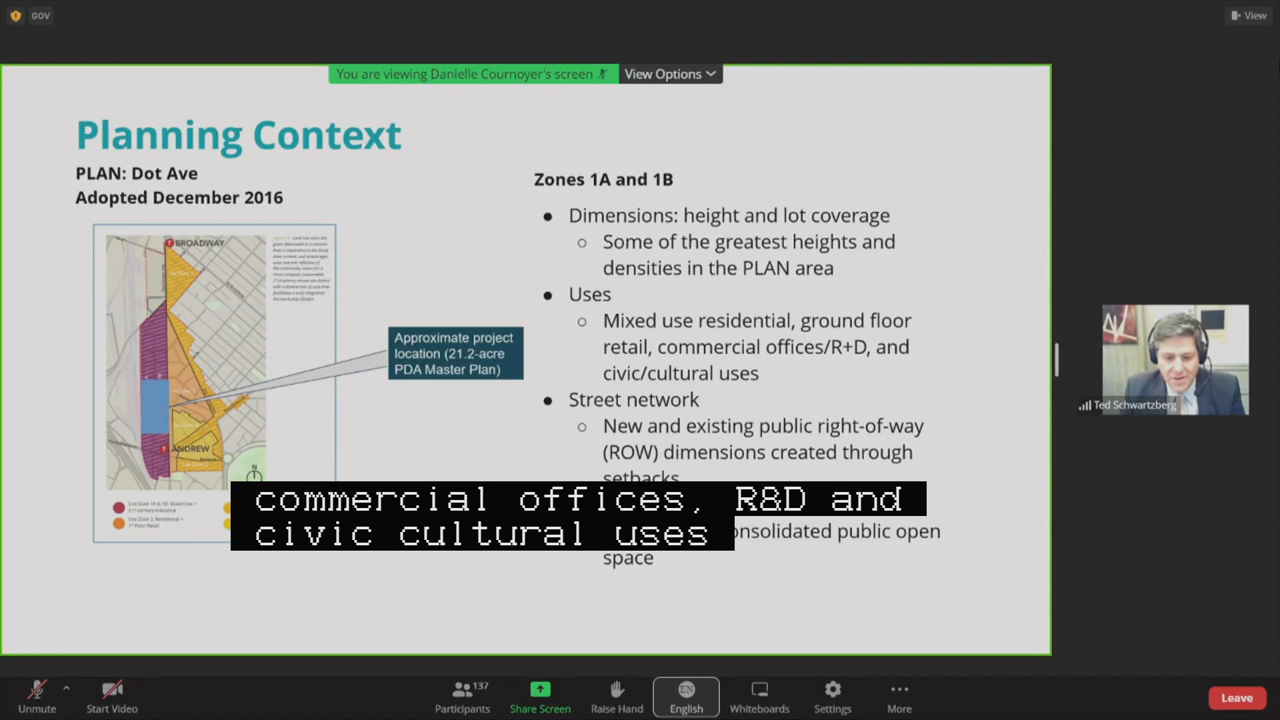 GOV
View
You are viewing Danielle Cournoyer's screen
View Options
Planning Context
PLAN: Dot Ave
Adopted December 2016
BROADWAY
ANDREW
N
Approximate project
location (21.2-acre
PDA Master Plan)
Zones 1A and 1B
● Dimensions: height and lot coverage
○ Some of the greatest heights and
densities in the PLAN area
● Uses
○ Mixed use residential, ground floor
retail, commercial offices/R+D, and
civic/cultural uses
● Street network
○ New and existing public right-of-way
(ROW) dimensions created through
setbacks
public open
space
commercial offices, R&D and
civic cultural uses
Ted Schwartzberg
Unmute
Start Video
137
Participants
Share Screen
Raise Hand
EN
English
Whiteboards
Settings
More
Leave